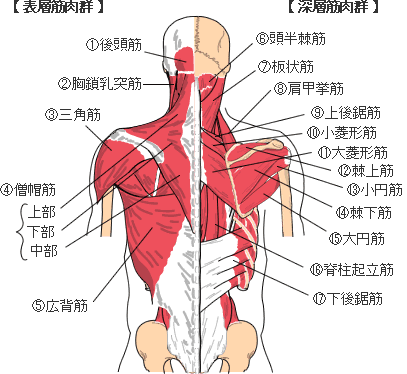 【表層筋肉群】
【深層筋肉群】
①後頭筋
②胸鎖乳突筋
③三角筋
④僧帽筋
上部
下部
中部
⑤広背筋
⑥頭半棘筋
⑦板状筋
⑧肩甲挙筋
⑨上後鋸筋
⑩小菱形筋
⑪大菱形筋
⑫棘上筋
⑬小円筋
⑭棘下筋
⑮大円筋
⑯脊柱起立筋
⑰下後鋸筋